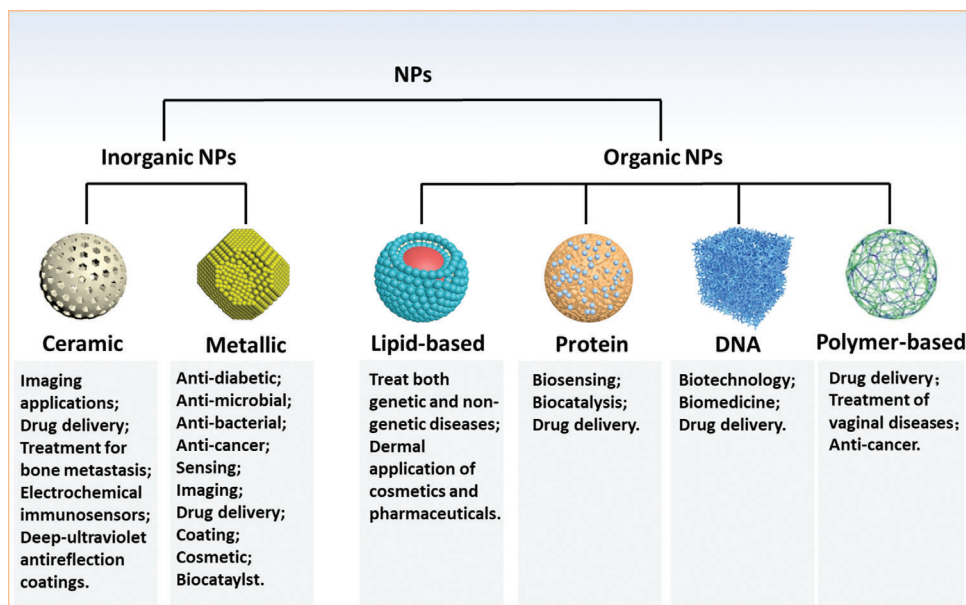 NPs
Inorganic NPs
Organic NPs
Ceramic
Imaging
applications;
Drug delivery;
Treatment for
bone metastasis;
Electrochemical
immunosensors;
Deep-ultraviolet
antireflection
coatings.
Metallic
Anti-diabetic;
Anti-microbial;
Anti-bacterial;
Anti-cancer;
Sensing;
Imaging;
Drug delivery;
Coating;
Cosmetic;
Biocataylst.
Lipid-based
Treat both
genetic and non-
genetic diseases;
Dermal
application of
cosmetics and
pharmaceuticals.
Protein
Biosensing;
Biocatalysis;
Drug delivery.
DNA
Biotechnology;
Biomedicine;
Drug delivery.
Polymer-based
Drug delivery;
Treatment of
vaginal diseases;
Anti-cancer.